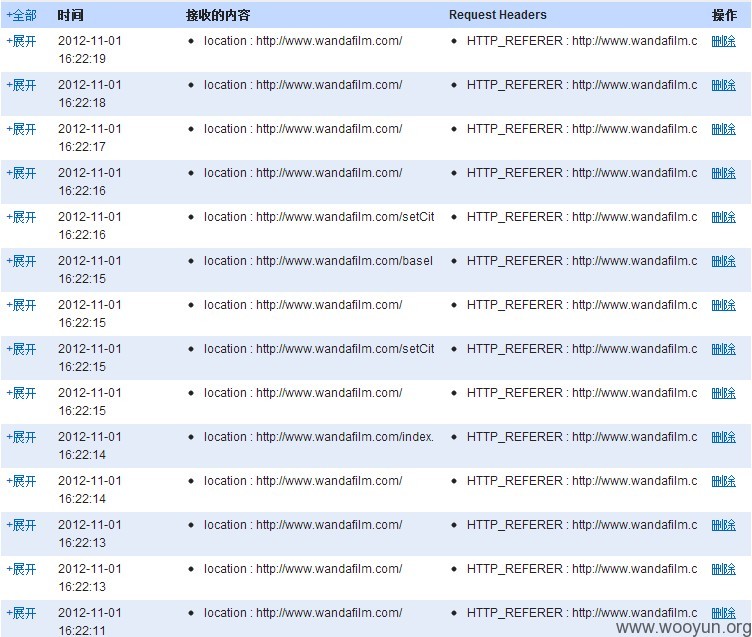 +全部 时间 接收的内容 Request Headers 操作
+展开 2012-11-01 location : http://www.wandafilm.com/ HTTP_REFERER : http://www.wandafilm.c 删除
16:22:19
+展开 2012-11-01 location : http://www.wandafilm.com/ HTTP_REFERER : http://www.wandafilm.c 删除
16:22:18
+展开 2012-11-01 location : http://www.wandafilm.com/ HTTP_REFERER : http://www.wandafilm.c 删除
16:22:17
+展开 2012-11-01 location : http://www.wandafilm.com/ HTTP_REFERER : http://www.wandafilm.c 删除
16:22:16
+展开 2012-11-01 location : http://www.wandafilm.com/setCit HTTP_REFERER : http://www.wandafilm.c 删除
16:22:16
+展开 2012-11-01 location : http://www.wandafilm.com/baseI HTTP_REFERER : http://www.wandafilm.c 删除
16:22:15
+展开 2012-11-01 location : http://www.wandafilm.com/ HTTP_REFERER : http://www.wandafilm.c 删除
16:22:15
+展开 2012-11-01 location : http://www.wandafilm.com/setCit HTTP_REFERER : http://www.wandafilm.c 删除
16:22:15
+展开 2012-11-01 location : http://www.wandafilm.com/ HTTP_REFERER : http://www.wandafilm.c 删除
16:22:15
+展开 2012-11-01 location : http://www.wandafilm.com/index. HTTP_REFERER : http://www.wandafilm.c 删除
16:22:14
+展开 2012-11-01 location : http://www.wandafilm.com/ HTTP_REFERER : http://www.wandafilm.c 删除
16:22:14
+展开 2012-11-01 location : http://www.wandafilm.com/ HTTP_REFERER : http://www.wandafilm.c 删除
16:22:13
+展开 2012-11-01 location : http://www.wandafilm.com/ HTTP_REFERER : http://www.wandafilm.c 删除
16:22:13
+展开 2012-11-01 location : http://www.wandafilm.com/ HTTP_REFERER : http://www.wandafilm.c 删除
16:22:11
www.wooyun.org